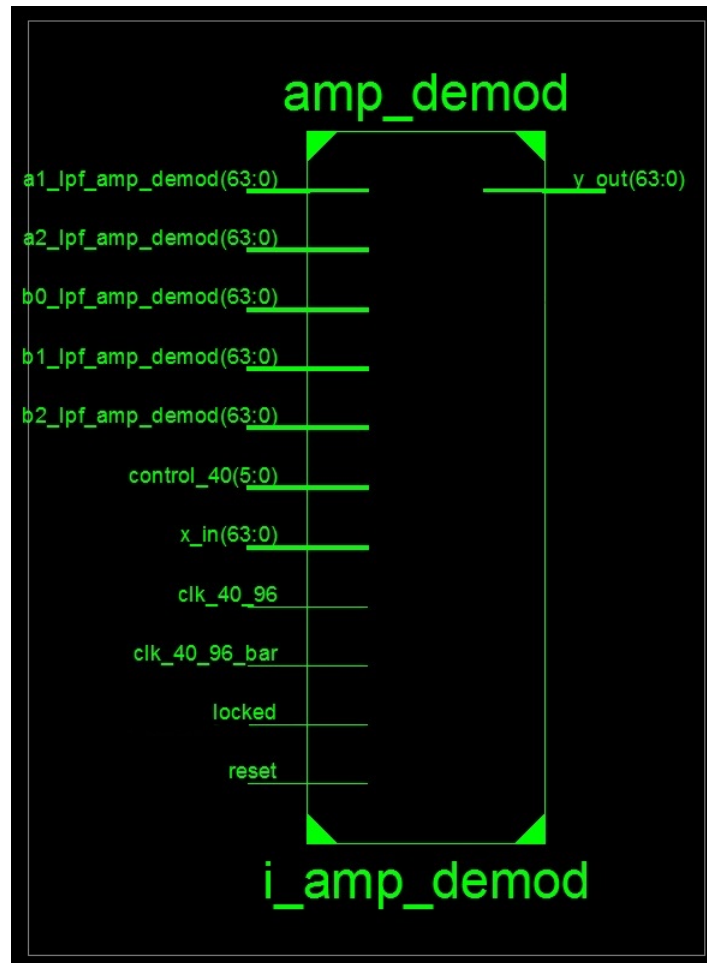 amp_demod
a1_lpf_amp_demod(63:0)
y_out(63:0)
a2_lpf_amp_demod(63:0)
b0_lpf_amp_demod(63:0)
b1_lpf_amp_demod(63:0)
b2_lpf_amp_demod(63:0)
control_40(5:0)
x_in(63:0)
clk_40_96
clk_40_96_bar
locked
reset
i_amp_demod